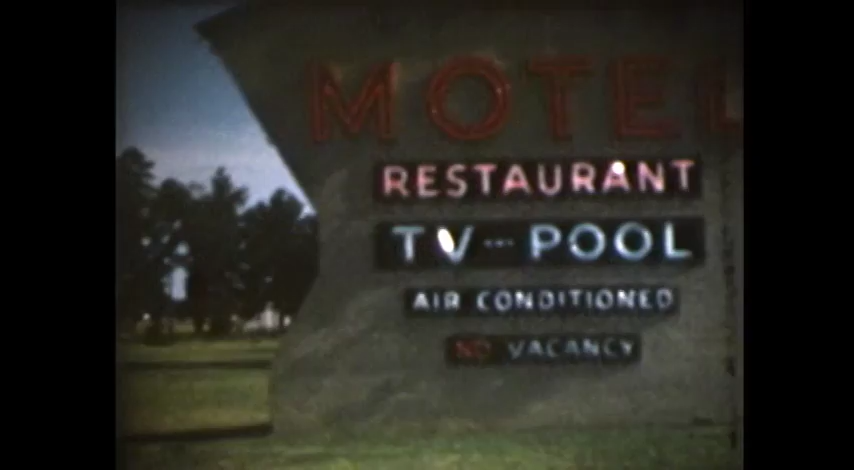 MOTEL
RESTAURANT
TV--POOL
AIR CONDITIONED
NO VACANCY